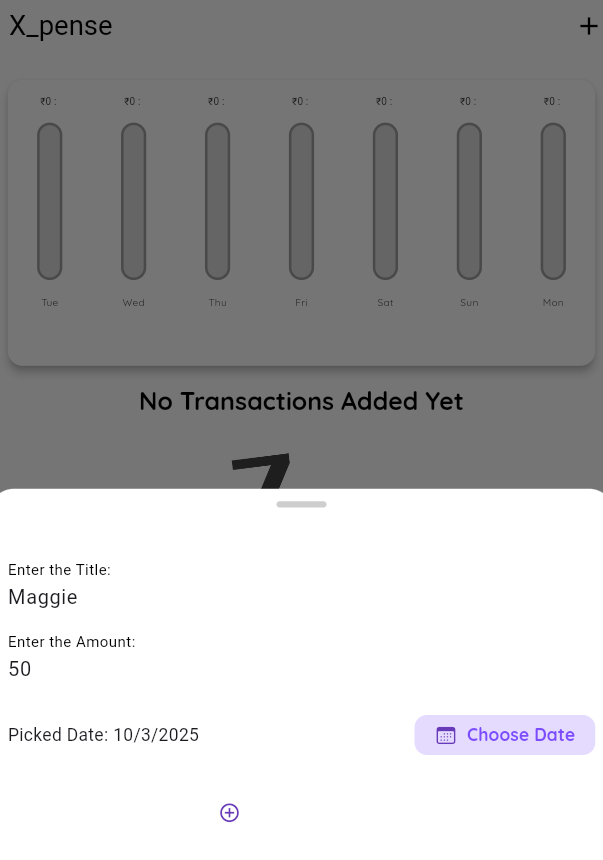 X_pense
₹0 : ₹0 : ₹0 : ₹0 : ₹0 : ₹0 : ₹0 :
Tue Wed Thu Fri Sat Sun Mon
No Transactions Added Yet
Enter the Title:
Maggie
Enter the Amount:
50
Picked Date: 10/3/2025 Choose Date